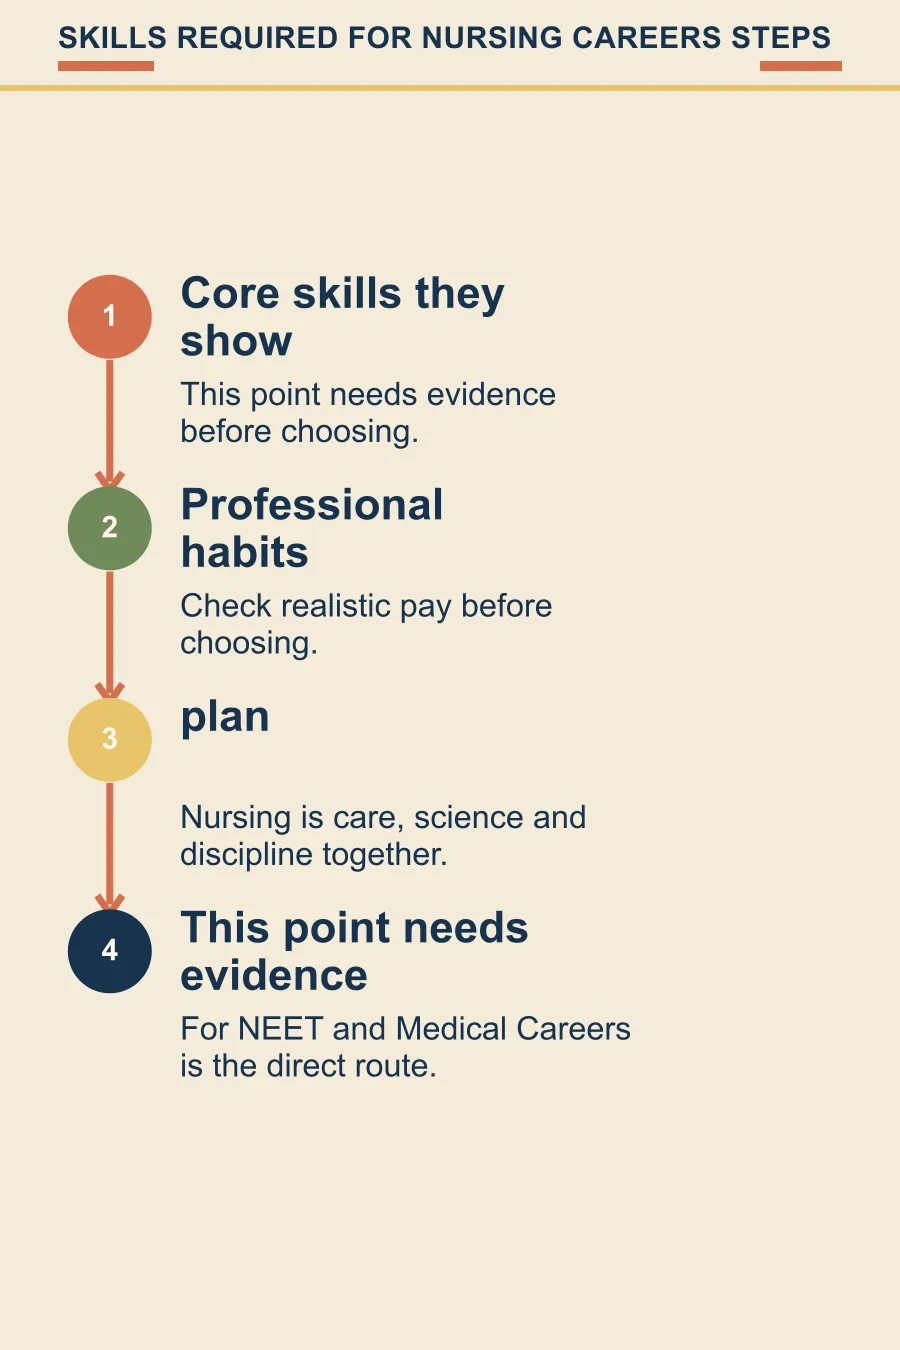 SKILLS REQUIRED FOR NURSING CAREERS STEPS
1
Core skills they
show
This point needs evidence
before choosing.
2
Professional
habits
Check realistic pay before
choosing.
3
plan
Nursing is care, science and
discipline together.
4
This point needs
evidence
For NEET and Medical Careers
is the direct route.